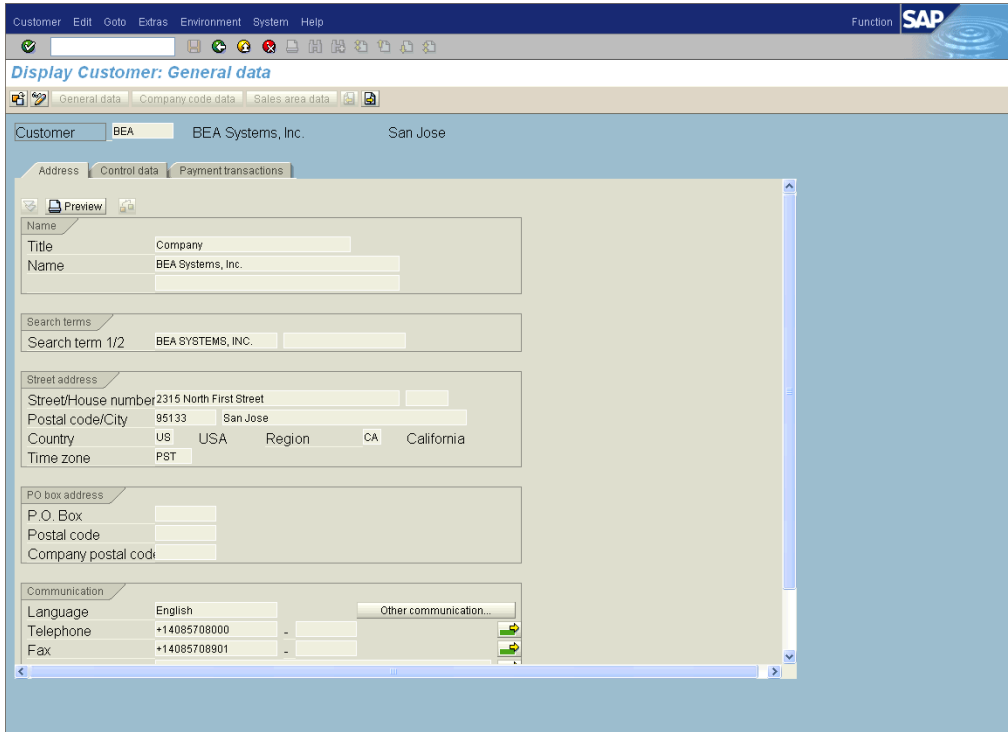 Customer Edit Goto Extras Environment System Help Function SAP
Display Customer: General data
General data Company code data Sales area data
Customer BEA BEA Systems, Inc. San Jose
Address Control data Payment transactions
Preview
Name
Title Company
Name BEA Systems, Inc.
Search terms
Search term 1/2 BEA SYSTEMS, INC.
Street address
Street/House number 2315 North First Street
Postal code/City 95133 San Jose
Country US USA Region CA California
Time zone PST
PO box address
P.O. Box
Postal code
Company postal code
Communication
Language English Other communication...
Telephone +14085708000 -
Fax +14085708901 -